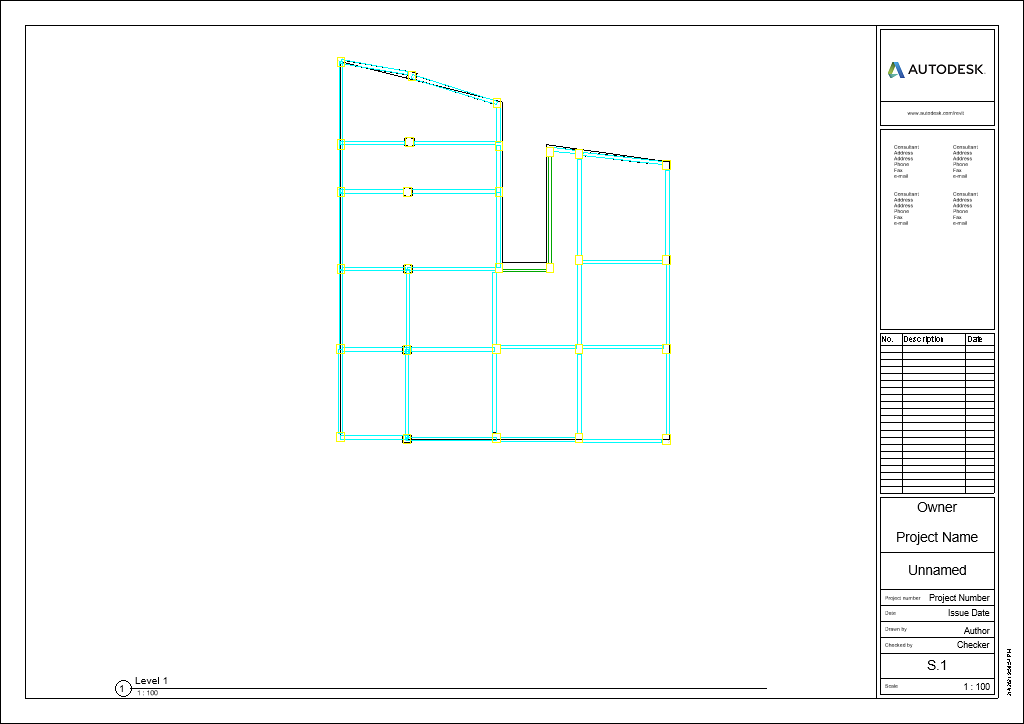 AUTODESK.
www.autodesk.com/revit
Consultant
Address
Address
Phone
Fax
e-mail
Consultant
Address
Address
Phone
Fax
e-mail
Consultant
Address
Address
Phone
Fax
e-mail
Consultant
Address
Address
Phone
Fax
e-mail
No. Description Date
Owner
Project Name
Unnamed
Project number Project Number
Date Issue Date
Drawn by Author
Checked by Checker
S.1
Scale 1 : 100
1 Level 1
1 : 100